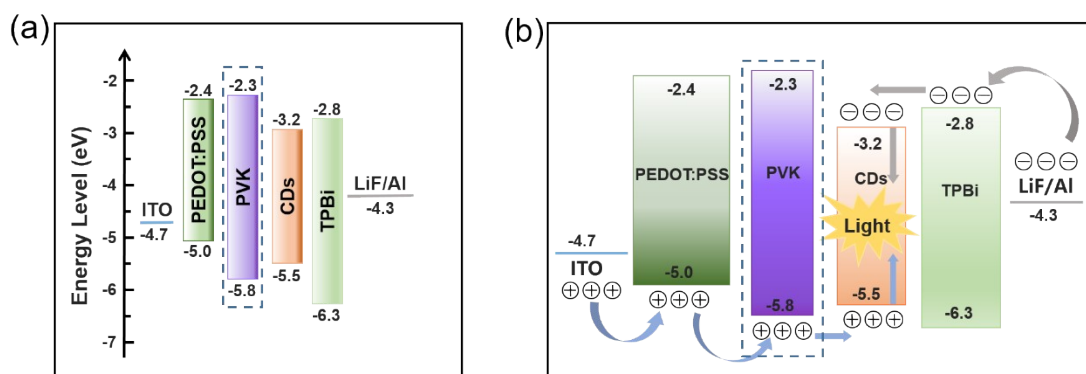 (a)
Energy Level (eV)
-2
-3
-4
-5
-6
-7
ITO
-4.7
-2.4
PEDOT:PSS
-5.0
-2.3
PVK
-5.8
-3.2
CDs
-5.5
-2.8
TPBi
-6.3
LiF/Al
-4.3
(b)
-4.7
ITO
-2.4
PEDOT:PSS
-5.0
-2.3
PVK
-5.8
-3.2
CDs
Light
-5.5
-2.8
TPBi
-6.3
LiF/Al
-4.3